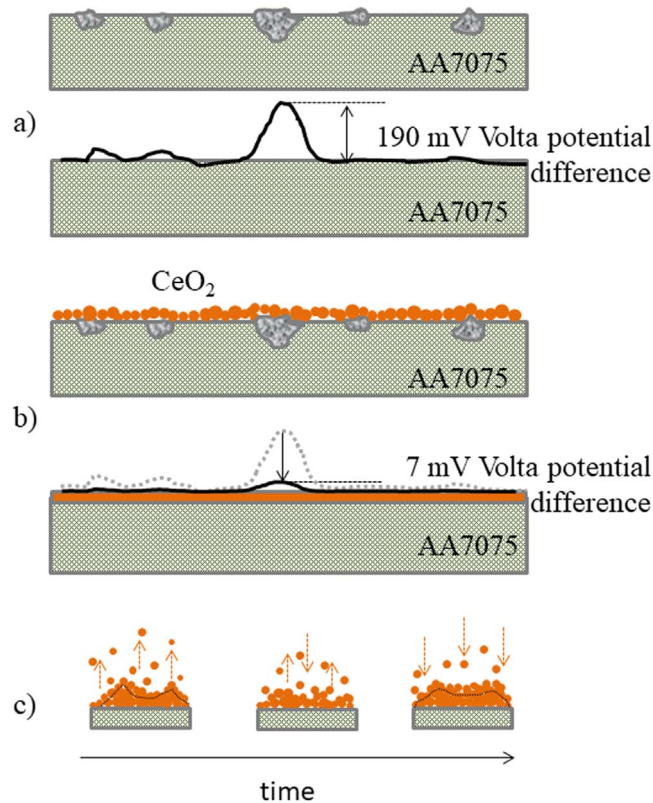 AA7075
a)
190 mV Volta potential
difference
AA7075
CeO₂
AA7075
b)
7 mV Volta potential
difference
AA7075
c)
time